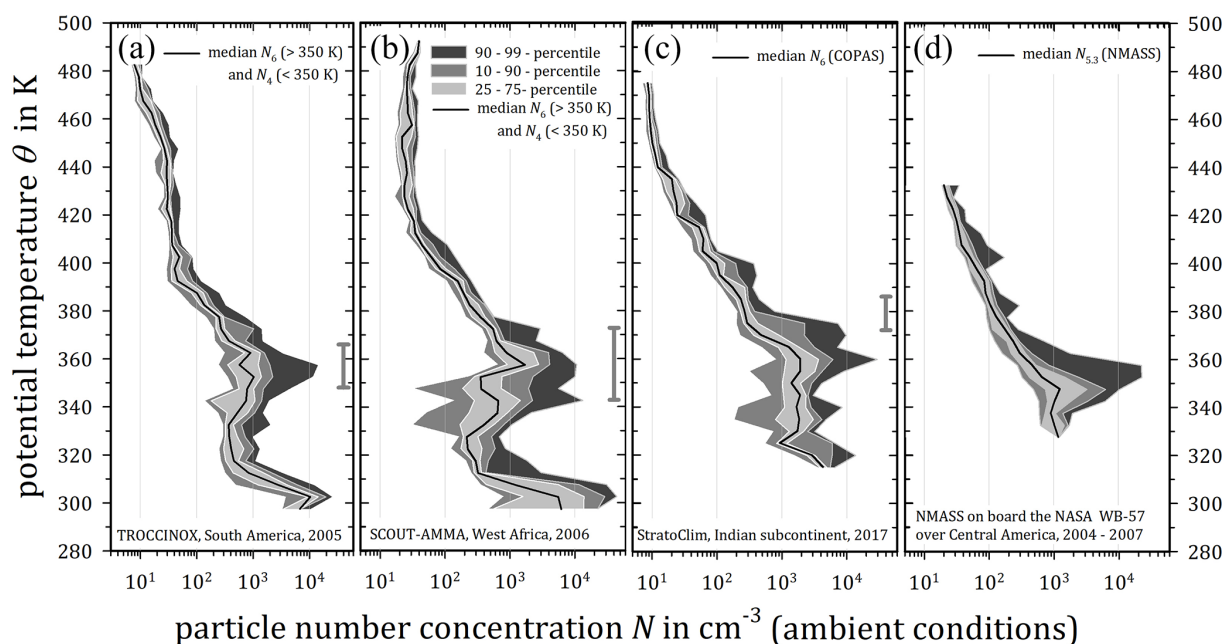 potential temperature θ in K
500
480
460
440
420
400
380
360
340
320
300
280
(a)
median N6 (> 350 K)
and N4 (< 350 K)
TROCCINOX, South America, 2005
10¹ 10² 10³ 10⁴
(b)
90 - 99 - percentile
10 - 90 - percentile
25 - 75- percentile
median N6 (> 350 K)
and N4 (< 350 K)
SCOUT-AMMA, West Africa, 2006
10¹ 10² 10³ 10⁴
(c)
median N6 (COPAS)
StratoClim, Indian subcontinent, 2017
10¹ 10² 10³ 10⁴
(d)
median N5.3 (NMASS)
NMASS on board the NASA WB-57
over Central America, 2004 - 2007
10¹ 10² 10³ 10⁴
500
480
460
440
420
400
380
360
340
320
300
280
particle number concentration N in cm⁻³ (ambient conditions)